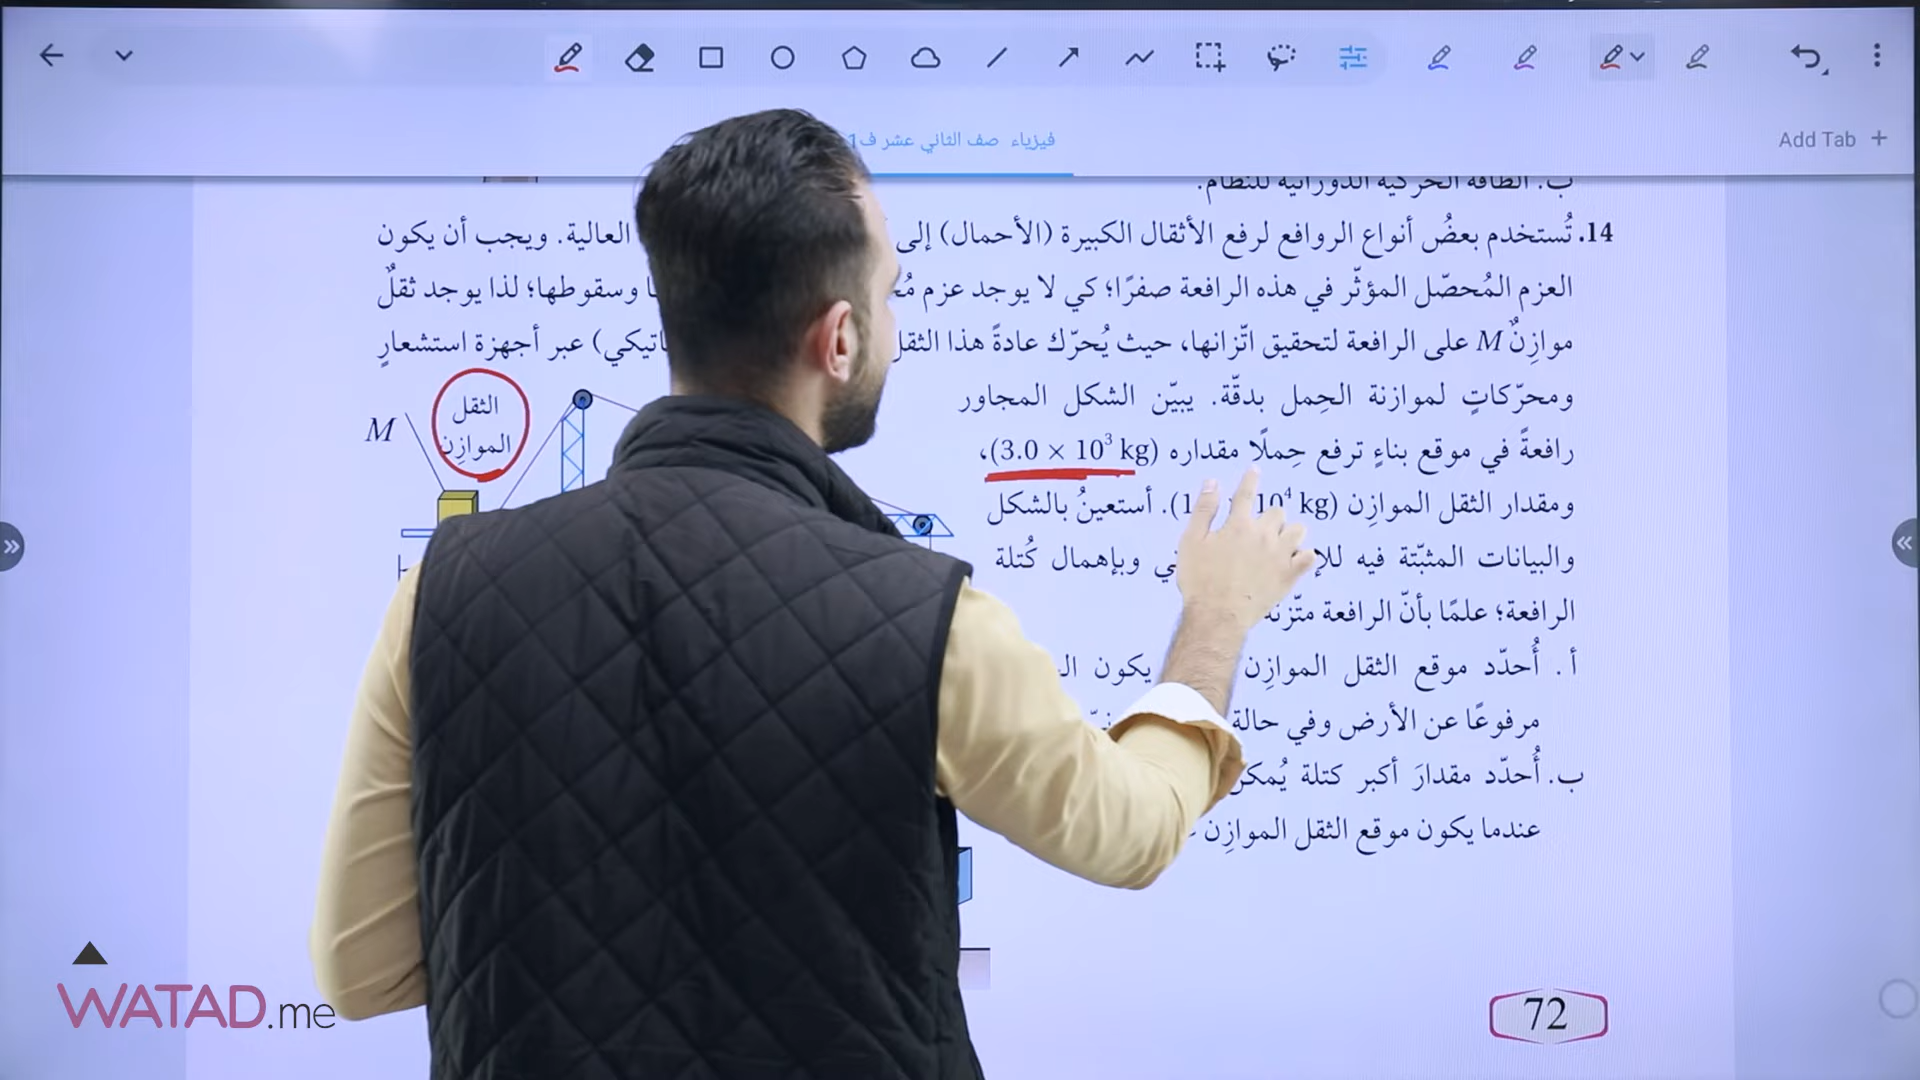 فيزياء صف الثاني عشر ف1
Add Tab +
ب. الطاقة الحركية الدورانية للنظام.
14. تُستخدم بعضُ أنواع الروافع لرفع الأثقال الكبيرة (الأحمال) إلى العالية. ويجب أن يكون
العزم المُحصّل المؤثّر في هذه الرافعة صفرًا؛ كي لا يوجد عزم وسقوطها؛ لذا يوجد ثقلٌ
موازِنٌ M على الرافعة لتحقيق اتّزانها، حيث يُحرّك عادةً هذا الثقل عبر أجهزة استشعارٍ
ومحرّكاتٍ لموازنة الحِمل بدقّة. يبيّن الشكل المجاور
رافعةً في موقع بناءٍ ترفع حِملًا مقداره (3.0 × 10³ kg)،
ومقدار الثقل الموازِن 10⁴ kg). أستعينُ بالشكل
والبيانات المثبّتة فيه وبإهمال كُتلة
الرافعة؛ علمًا بأنّ الرافعة
أ. أُحدّد موقع الثقل الموازِن يكون
مرفوعًا عن الأرض وفي حالة
ب. أُحدّد مقدارَ أكبر كتلة
عندما يكون موقع الثقل الموازِن
M
الثقل
الموازِن
72
WATAD.me